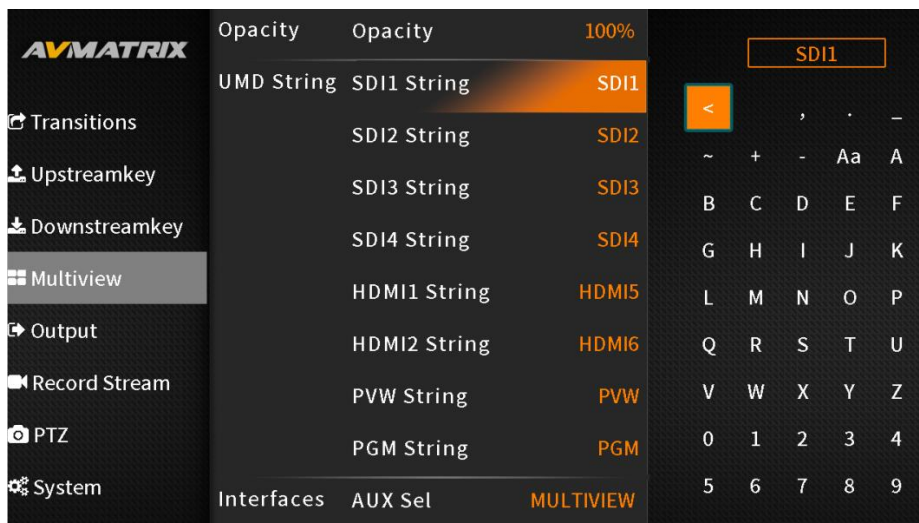 AVMATRIX
Transitions
Upstreamkey
Downstreamkey
Multiview
Output
Record Stream
PTZ
System
Opacity Opacity 100%
UMD String SDI1 String SDI1
SDI2 String SDI2
SDI3 String SDI3
SDI4 String SDI4
HDMI1 String HDMI5
HDMI2 String HDMI6
PVW String PVW
PGM String PGM
Interfaces AUX Sel MULTIVIEW
SDI1
< , . _
~ + - Aa A
B C D E F
G H I J K
L M N O P
Q R S T U
V W X Y Z
0 1 2 3 4
5 6 7 8 9